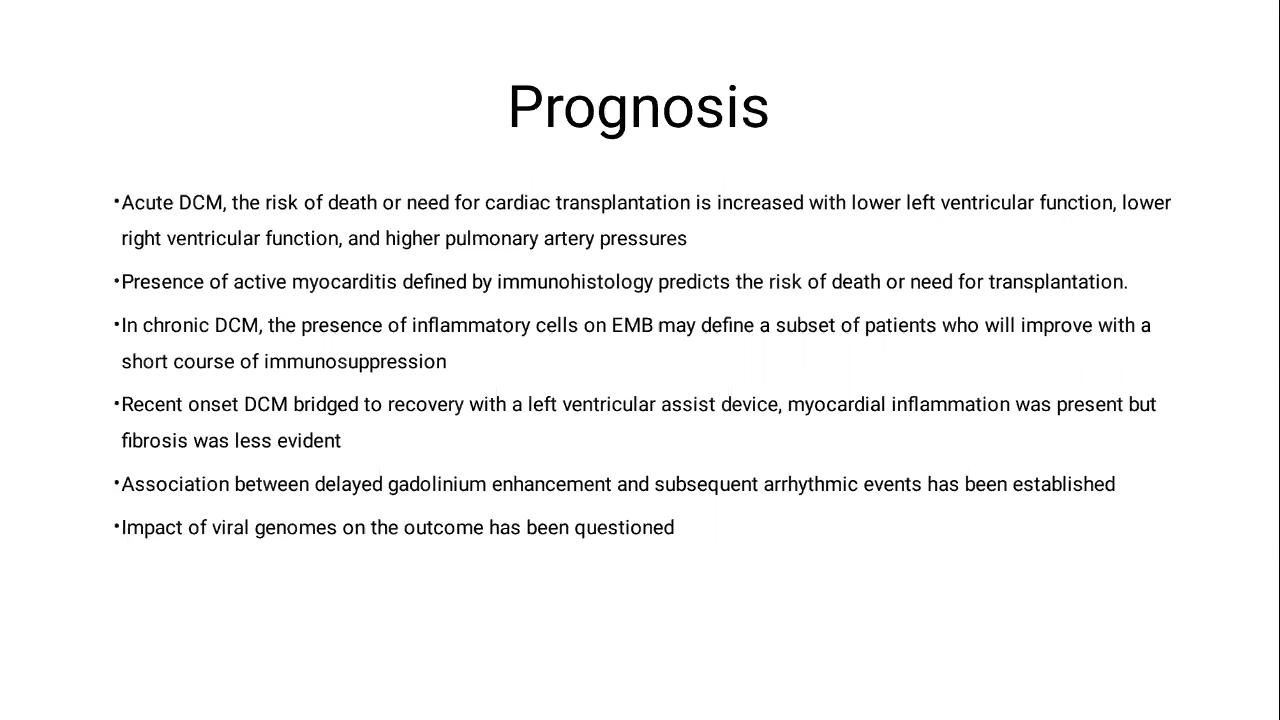 Prognosis
•Acute DCM, the risk of death or need for cardiac transplantation is increased with lower left ventricular function, lower
right ventricular function, and higher pulmonary artery pressures
•Presence of active myocarditis defined by immunohistology predicts the risk of death or need for transplantation.
•In chronic DCM, the presence of inflammatory cells on EMB may define a subset of patients who will improve with a
short course of immunosuppression
•Recent onset DCM bridged to recovery with a left ventricular assist device, myocardial inflammation was present but
fibrosis was less evident
•Association between delayed gadolinium enhancement and subsequent arrhythmic events has been established
•Impact of viral genomes on the outcome has been questioned